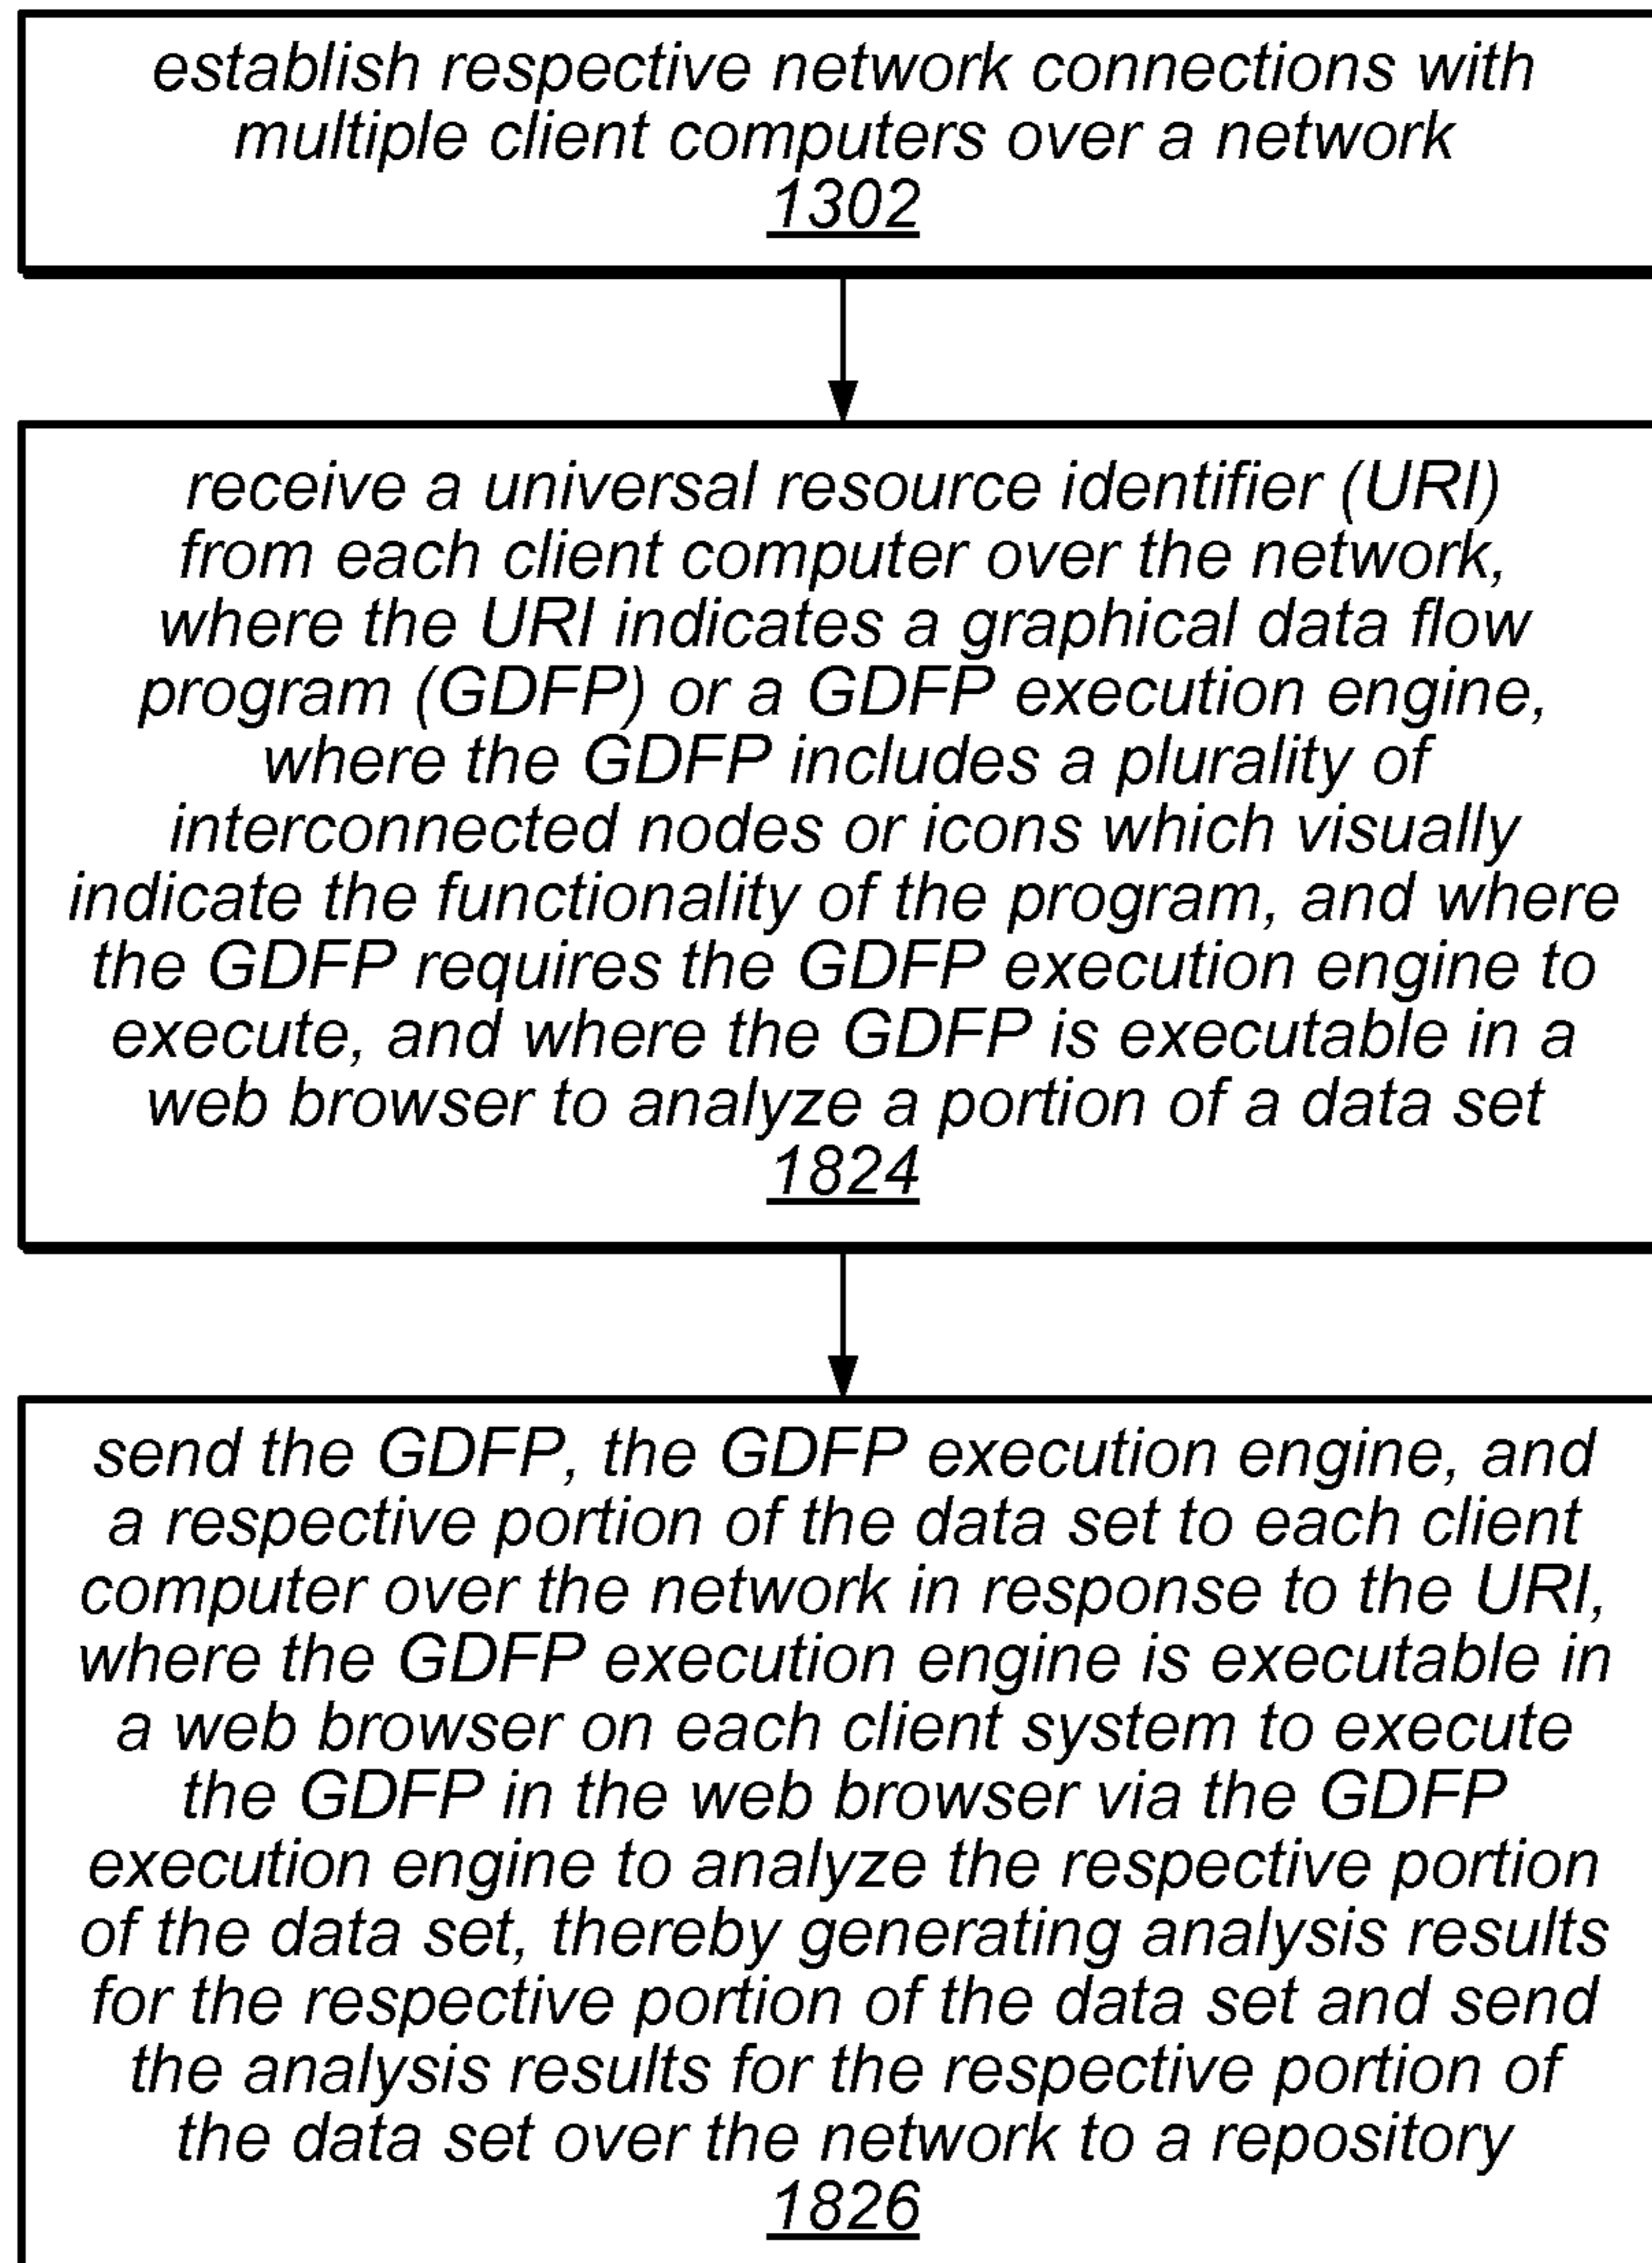 establish respective network connections with
multiple client computers over a network
1302
receive a universal resource identifier (URI)
from each client computer over the network,
where the URI indicates a graphical data flow
program (GDFP) or a GDFP execution engine,
where the GDFP includes a plurality of
interconnected nodes or icons which visually
indicate the functionality of the program, and where
the GDFP requires the GDFP execution engine to
execute, and where the GDFP is executable in a
web browser to analyze a portion of a data set
1824
send the GDFP, the GDFP execution engine, and
a respective portion of the data set to each client
computer over the network in response to the URI,
where the GDFP execution engine is executable in
a web browser on each client system to execute
the GDFP in the web browser via the GDFP
execution engine to analyze the respective portion
of the data set, thereby generating analysis results
for the respective portion of the data set and send
the analysis results for the respective portion of
the data set over the network to a repository
1826